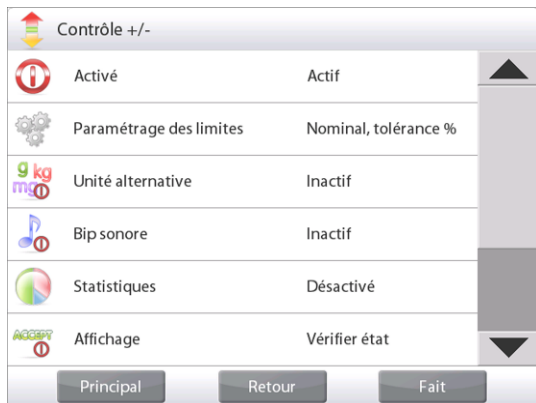 Contrôle +/-
Activé Actif
Paramétrage des limites Nominal, tolérance %
g kg
mg
Unité alternative Inactif
Bip sonore Inactif
Statistiques Désactivé
ACCEPT
Affichage Vérifier état
Principal Retour Fait